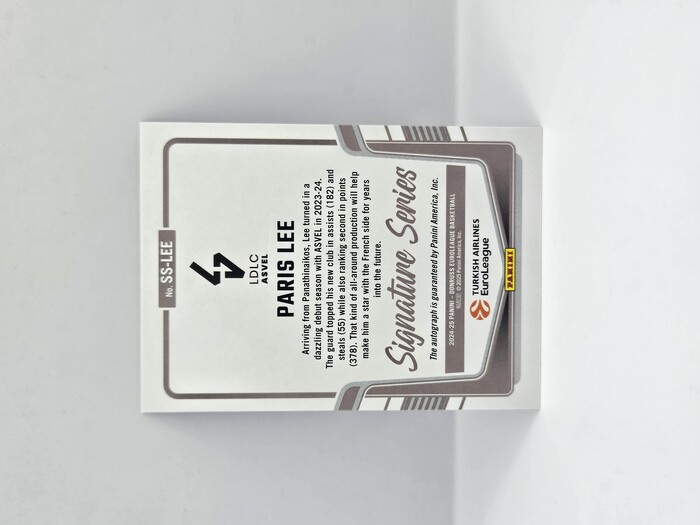 No. SS-LEE
LDLC
ASVEL
PARIS LEE
Arriving from Panathinaikos, Lee turned in a
dazzling debut season with ASVEL in 2023-24.
The guard topped his new club in assists (182) and
steals (55) while also ranking second in points
(378). That kind of all-around production will help
make him a star with the French side for years
into the future.
Signature Series
The autograph is guaranteed by Panini America, Inc.
2024-25 PANINI - DONRUSS EUROLEAGUE BASKETBALL
© 2025 Panini America, Inc.
TURKISH AIRLINES
EuroLeague
PANINI